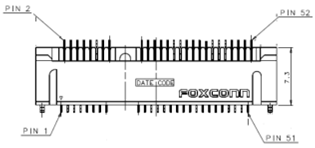 PIN 2
PIN 52
DATE CODE
FOXCONN
7.3
PIN 1
PIN 51